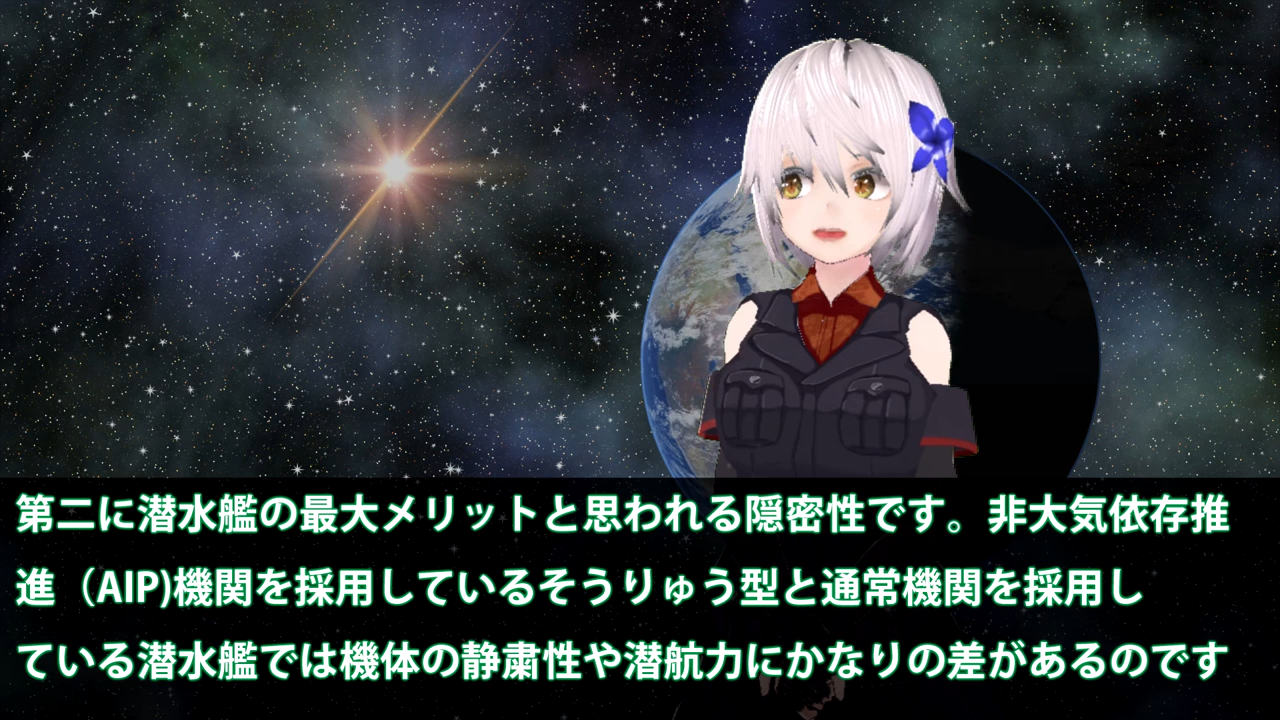 第二に潜水艦の最大メリットと思われる隠密性です。非大気依存推
進（AIP)機関を採用しているそうりゅう型と通常機関を採用し
ている潜水艦では機体の静粛性や潜航力にかなりの差があるのです